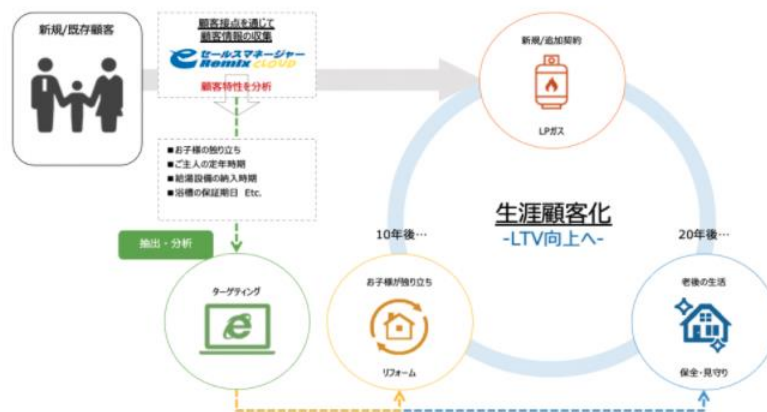 新規/既存顧客
顧客接点を通じて
顧客情報の収集
eセールスマネージャー
Remix CLOUD
顧客特性を分析
新規/追加契約
LPガス
■お子様の独り立ち
■ご主人の定年時期
■給湯設備の納入時期
■浴槽の保証期日 Etc.
抽出・分析
ターゲティング
生涯顧客化
-LTV向上へ-
10年後…
お子様が独り立ち
リフォーム
20年後…
老後の生活
保全・見守り